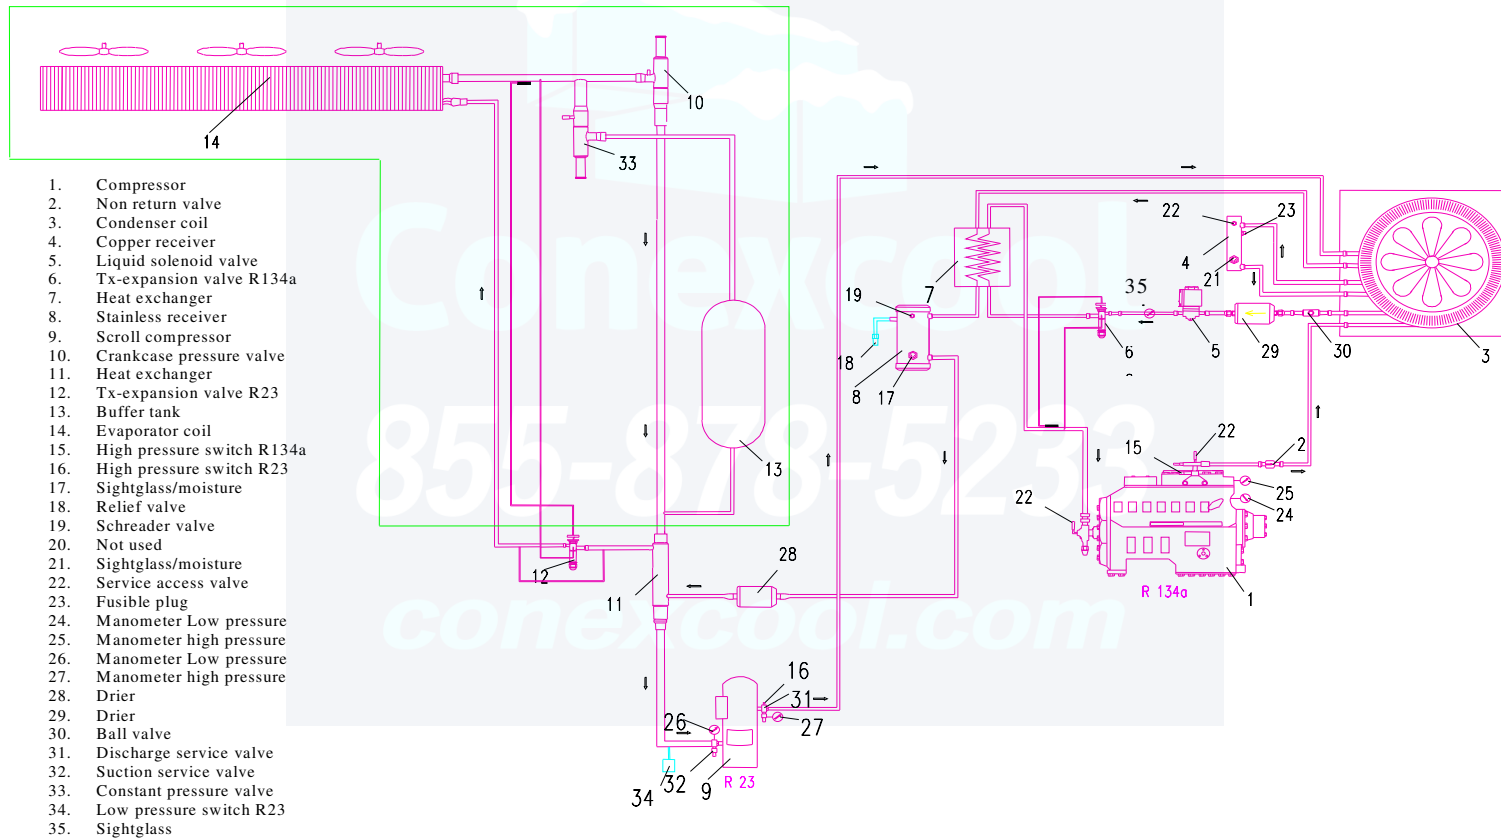 14
10
33
1. Compressor
2. Non return valve
3. Condenser coil
4. Copper receiver
5. Liquid solenoid valve
6. Tx-expansion valve R134a
7. Heat exchanger
8. Stainless receiver
9. Scroll compressor
10. Crankcase pressure valve
11. Heat exchanger
12. Tx-expansion valve R23
13. Buffer tank
14. Evaporator coil
15. High pressure switch R134a
16. High pressure switch R23
17. Sightglass/moisture
18. Relief valve
19. Schreader valve
20. Not used
21. Sightglass/moisture
22. Service access valve
23. Fusible plug
24. Manometer Low pressure
25. Manometer high pressure
26. Manometer Low pressure
27. Manometer high pressure
28. Drier
29. Drier
30. Ball valve
31. Discharge service valve
32. Suction service valve
33. Constant pressure valve
34. Low pressure switch R23
35. Sightglass
Conexcool
855-878-5233
conexcool.com
22 23
4
21
35
7
19
18
8 17
6 5 29 30 3
13
15 22 2
25
24
22
R 134a 1
12
11
28
16
31
26 27
34 32 9 R 23